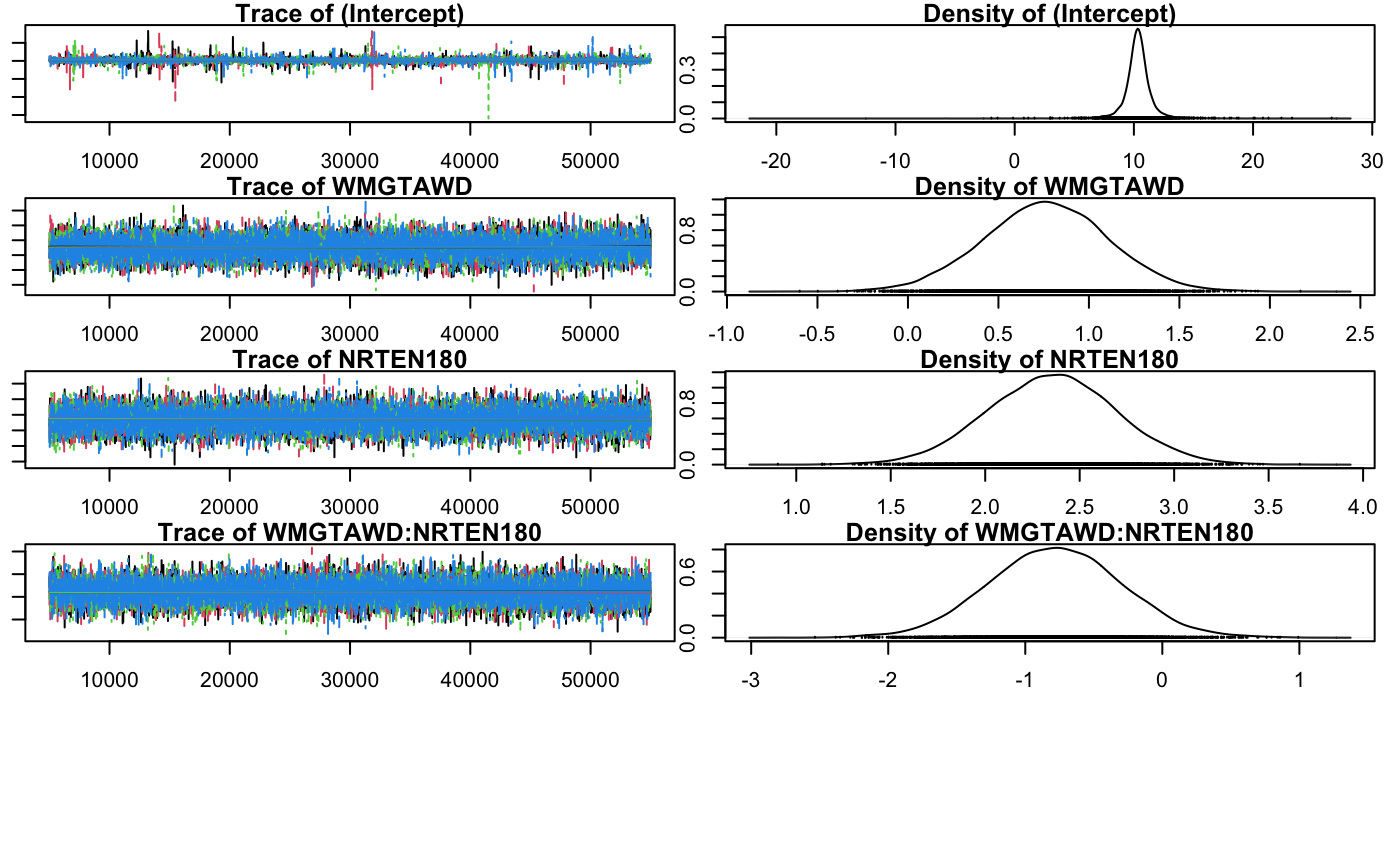 Trace of (Intercept)
10000 20000 30000 40000 50000
Density of (Intercept)
0.0 0.3
-20 -10 0 10 20 30
Trace of WMGTAWD
10000 20000 30000 40000 50000
Density of WMGTAWD
0.0 0.8
-1.0 -0.5 0.0 0.5 1.0 1.5 2.0 2.5
Trace of NRTEN180
10000 20000 30000 40000 50000
Density of NRTEN180
0.0 0.8
1.0 1.5 2.0 2.5 3.0 3.5 4.0
Trace of WMGTAWD:NRTEN180
10000 20000 30000 40000 50000
Density of WMGTAWD:NRTEN180
0.0 0.6
-3 -2 -1 0 1